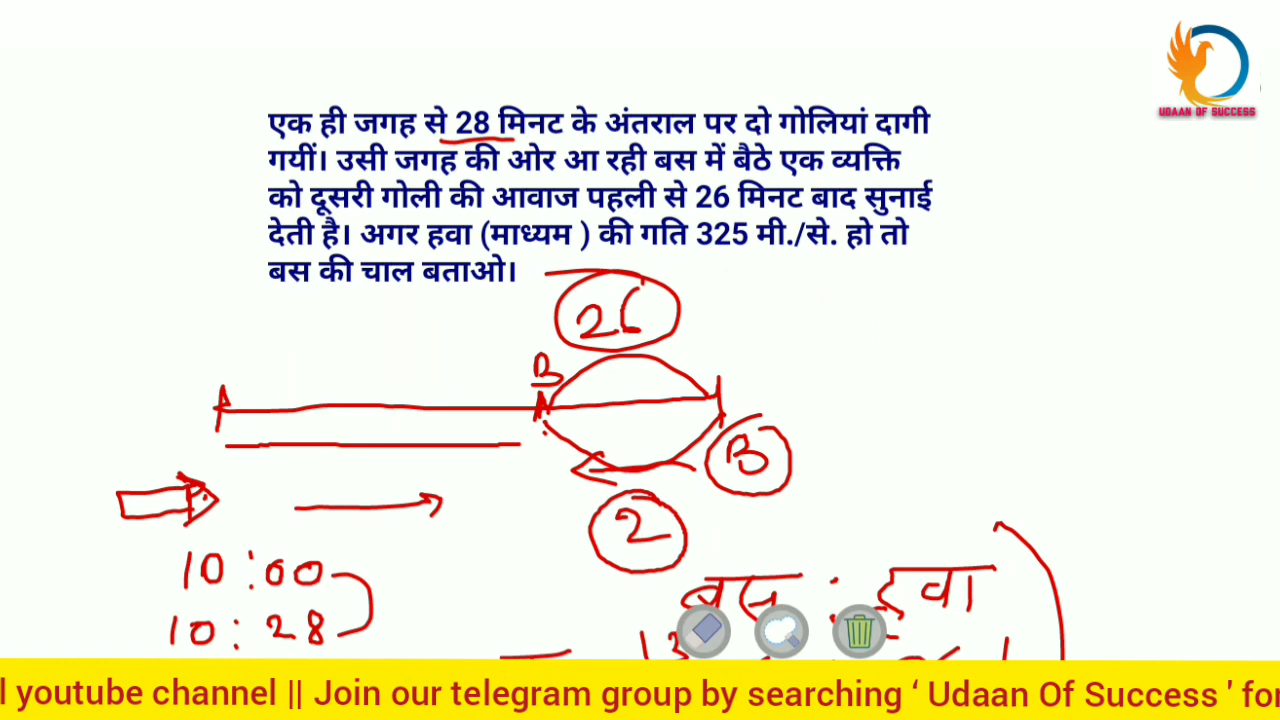 UDAAN OF SUCCESS
एक ही जगह से 28 मिनट के अंतराल पर दो गोलियां दागी
गयीं। उसी जगह की ओर आ रही बस में बैठे एक व्यक्ति
को दूसरी गोली की आवाज पहली से 26 मिनट बाद सुनाई
देती है। अगर हवा (माध्यम ) की गति 325 मी./से. हो तो
बस की चाल बताओ।
26
B
B
2
10:00
10:28
बस : हवा
l youtube channel || Join our telegram group by searching ‘ Udaan Of Success ' for